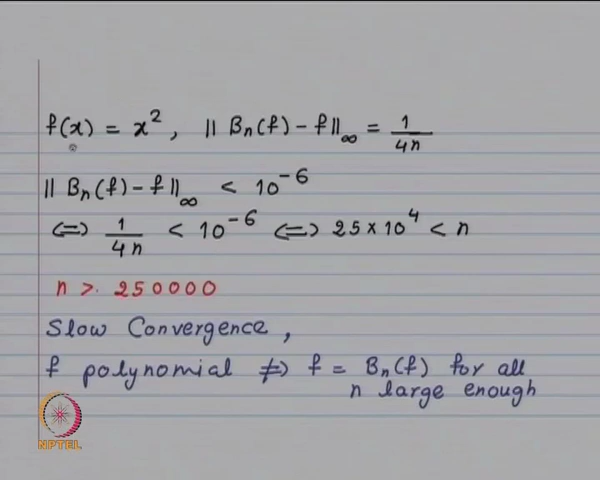 f(x) = x², || Bn(f) - f ||∞ = 1/4n
|| Bn(f) - f ||∞ < 10⁻⁶
<=> 1/4n < 10⁻⁶ <=> 25 × 10⁴ < n
n > 250000
Slow Convergence,
f polynomial ≠> f = Bn(f) for all
n large enough
NPTEL